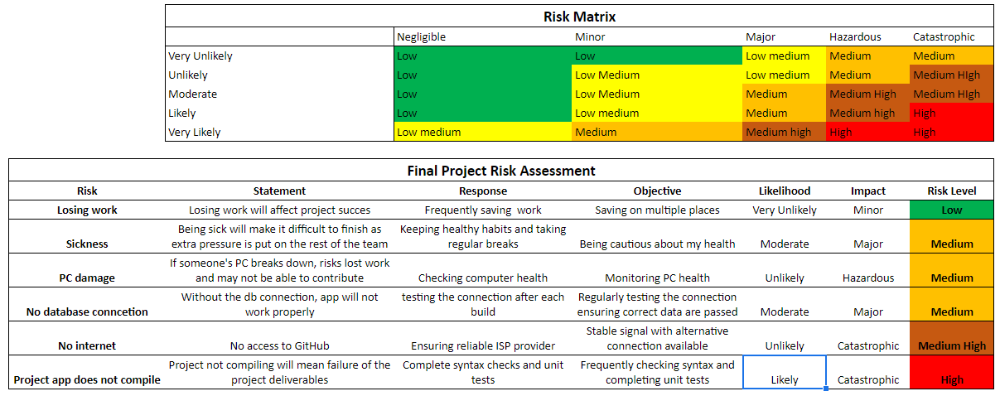 Risk Matrix
Negligible Minor Major Hazardous Catastrophic
Very Unlikely Low Low Low medium Medium Medium
Unlikely Low Low Medium Low medium Medium Medium HIgh
Moderate Low Low Medium Medium Medium High Medium HIgh
Likely Low Low medium Medium Medium high High
Very Likely Low medium Medium Medium high High High
Final Project Risk Assessment
Risk Statement Response Objective Likelihood Impact Risk Level
Losing work Losing work will affect project succes Frequently saving work Saving on multiple places Very Unlikely Minor Low
Being sick will make it difficult to finish as Keeping healthy habits and taking
Sickness extra pressure is put on the rest of the team regular breaks Being cautious about my health Moderate Major Medium
If someone's PC breaks down, risks lost work
PC damage and may not be able to contribute Checking computer health Monitoring PC health Unlikely Hazardous Medium
Without the db connection, app will not testing the connection after each Regularly testing the connection
No database conncetion work properly build ensuring correct data are passed Moderate Major Medium
Stable signal with alternative
No internet No access to GitHub Ensuring reliable ISP provider connection available Unlikely Catastrophic Medium High
Project not compiling will mean failure of the Complete syntax checks and unit Frequently checking syntax and
Project app does not compile project deliverables tests completing unit tests Likely Catastrophic High